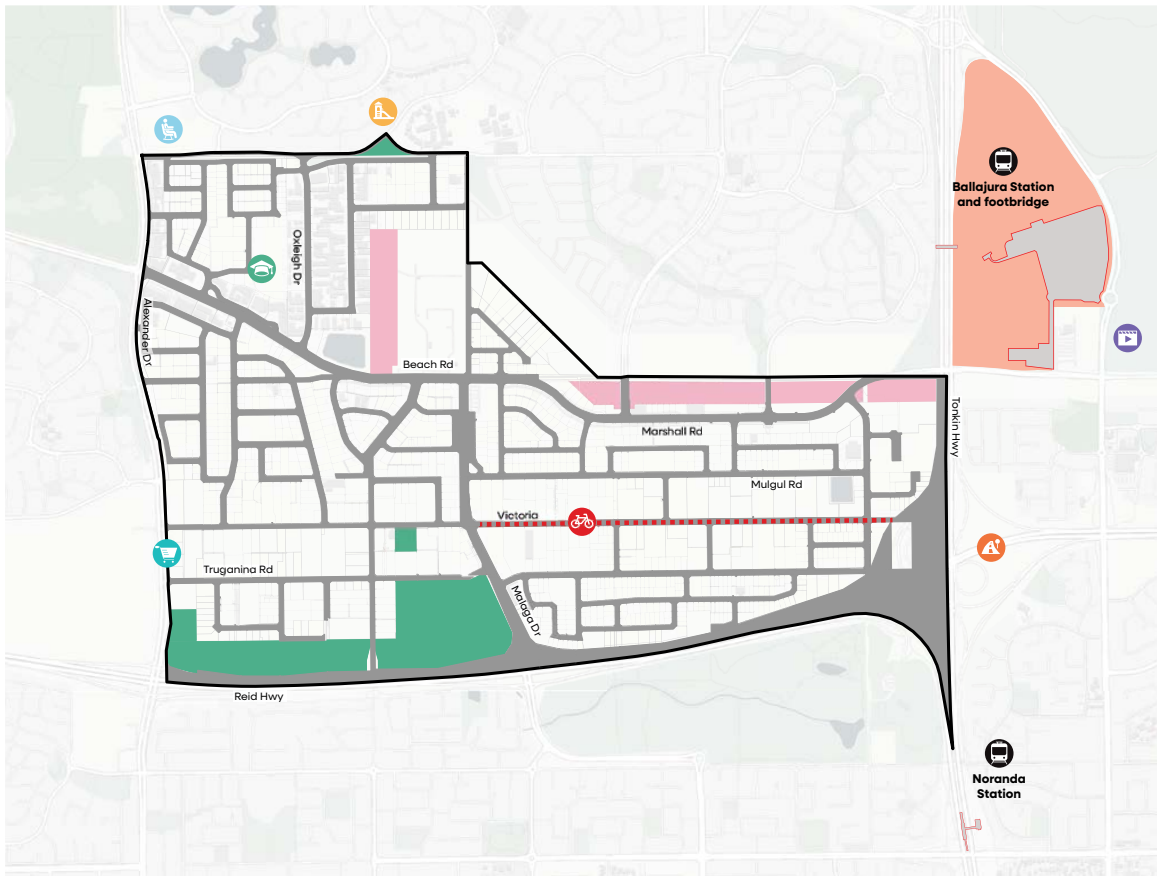 Ballajura Station
and footbridge
Oxleigh Dr
Alexander Dr
Beach Rd
Tonkin Hwy
Marshall Rd
Mulgul Rd
Victoria
Truganina Rd
Malaga Dr
Reid Hwy
Noranda
Station